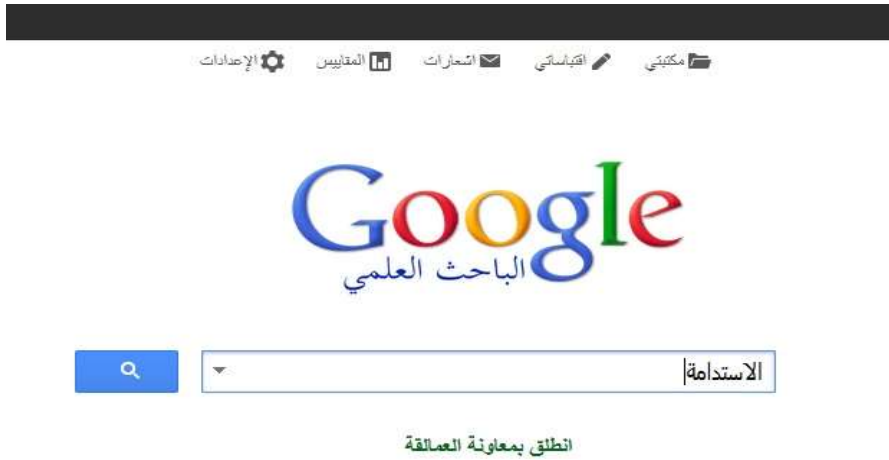 مكتبتي اقتباساتي اشعارات المقاييس الإعدادات
Google
الباحث العلمي
الاستدامة
انطلق بمعاونة العمالقة